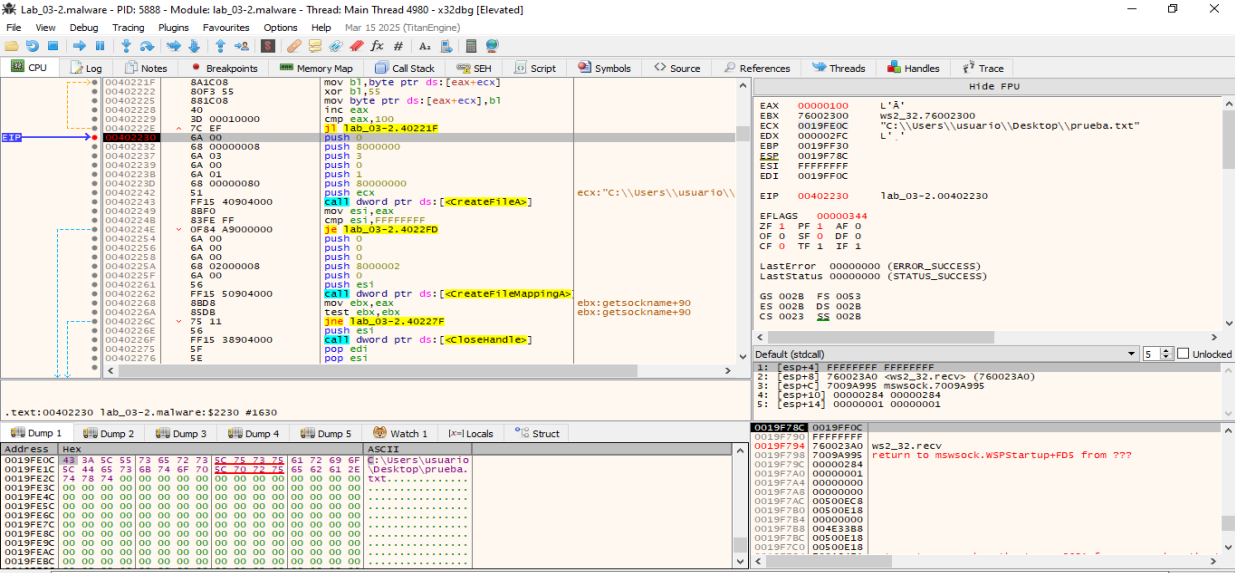 Lab_03-2.malware - PID: 5888 - Module: lab_03-2.malware - Thread: Main Thread 4980 - x32dbg [Elevated]
File View Debug Tracing Plugins Favourites Options Help Mar 15 2025 (TitanEngine)
CPU Log Notes Breakpoints Memory Map Call Stack SEH Script Symbols Source References Threads Handles Trace
0040221F 8A1C08 mov bl,byte ptr ds:[eax+ecx]
00402222 80F3 55 xor bl,55
00402225 881C08 mov byte ptr ds:[eax+ecx],bl
00402228 40 inc eax
00402229 3D 00010000 cmp eax,100
0040222E 7C EF jl lab_03-2.40221F
EIP 00402230 6A 00 push 0
00402232 68 00000008 push 8000000
00402237 6A 03 push 3
00402239 6A 00 push 0
0040223B 6A 01 push 1
0040223D 68 00000080 push 80000000
00402242 51 push ecx ecx:"C:\\Users\\usuario\\
00402243 FF15 40904000 call dword ptr ds:[<CreateFileA>]
00402249 8BF0 mov esi,eax
0040224B 83FE FF cmp esi,FFFFFFFF
0040224E 0F84 A9000000 je lab_03-2.4022FD
00402254 6A 00 push 0
00402256 6A 00 push 0
00402258 6A 00 push 0
0040225A 68 02000008 push 8000002
0040225F 6A 00 push 0
00402261 56 push esi
00402262 FF15 50904000 call dword ptr ds:[<CreateFileMappingA>]
00402268 8BD8 mov ebx,eax ebx:getsockname+90
0040226A 85DB test ebx,ebx ebx:getsockname+90
0040226C 75 11 jne lab_03-2.40227F
0040226E 56 push esi
0040226F FF15 38904000 call dword ptr ds:[<CloseHandle>]
00402275 5F pop edi
00402276 5E pop esi
.text:00402230 lab_03-2.malware:$2230 #1630
Hide FPU
EAX 00000100 L'Ā'
EBX 76002300 ws2_32.76002300
ECX 0019FE0C "C:\\Users\\usuario\\Desktop\\prueba.txt"
EDX 000002FC
EBP 0019FF30
ESP 0019F78C
ESI FFFFFFFF
EDI 0019FF0C
EIP 00402230 lab_03-2.00402230
EFLAGS 00000344
ZF 1 PF 1 AF 0
OF 0 SF 0 DF 0
CF 0 TF 1 IF 1
LastError 00000000 (ERROR_SUCCESS)
LastStatus 00000000 (STATUS_SUCCESS)
GS 002B FS 0053
ES 002B DS 002B
CS 0023 SS 002B
Default (stdcall) 5 Unlocked
1: [esp+4] FFFFFFFF FFFFFFFF
2: [esp+8] 760023A0 <ws2_32.recv> (760023A0)
3: [esp+C] 7009A995 mswsock.7009A995
4: [esp+10] 00000284 00000284
5: [esp+14] 00000001 00000001
Dump 1 Dump 2 Dump 3 Dump 4 Dump 5 Watch 1 [x=] Locals Struct
Address Hex ASCII
0019FE0C 43 3A 5C 55 73 65 72 73 5C 75 73 75 61 72 69 6F C:\Users\usuario
0019FE1C 5C 44 65 73 6B 74 6F 70 5C 70 72 75 65 62 61 2E \Desktop\prueba.
0019FE2C 74 78 74 00 00 00 00 00 00 00 00 00 00 00 00 00 txt.............
0019FE3C 00 00 00 00 00 00 00 00 00 00 00 00 00 00 00 00 ................
0019FE4C 00 00 00 00 00 00 00 00 00 00 00 00 00 00 00 00 ................
0019FE5C 00 00 00 00 00 00 00 00 00 00 00 00 00 00 00 00 ................
0019FE6C 00 00 00 00 00 00 00 00 00 00 00 00 00 00 00 00 ................
0019FE7C 00 00 00 00 00 00 00 00 00 00 00 00 00 00 00 00 ................
0019FE8C 00 00 00 00 00 00 00 00 00 00 00 00 00 00 00 00 ................
0019FE9C 00 00 00 00 00 00 00 00 00 00 00 00 00 00 00 00 ................
0019FEAC 00 00 00 00 00 00 00 00 00 00 00 00 00 00 00 00 ................
0019FEBC 00 00 00 00 00 00 00 00 00 00 00 00 00 00 00 00 ................
0019F78C 0019FF0C
0019F790 FFFFFFFF
0019F794 760023A0 ws2_32.recv
0019F798 7009A995 return to mswsock.WSPStartup+FD5 from ???
0019F79C 00000284
0019F7A0 00000001
0019F7A4 00000000
0019F7A8 00000000
0019F7AC 00500EC8
0019F7B0 00500E18
0019F7B4 00000000
0019F7B8 004E33B8
0019F7BC 00500E18
0019F7C0 00500E18